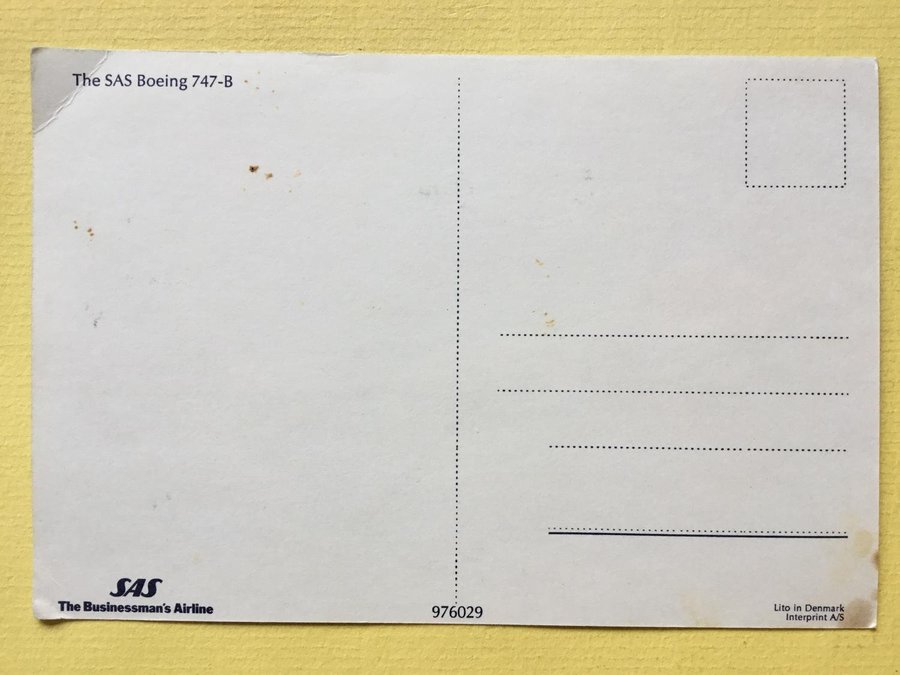 The SAS Boeing 747-B
SAS
The Businessman's Airline
976029
Lito in Denmark
Interprint A/S